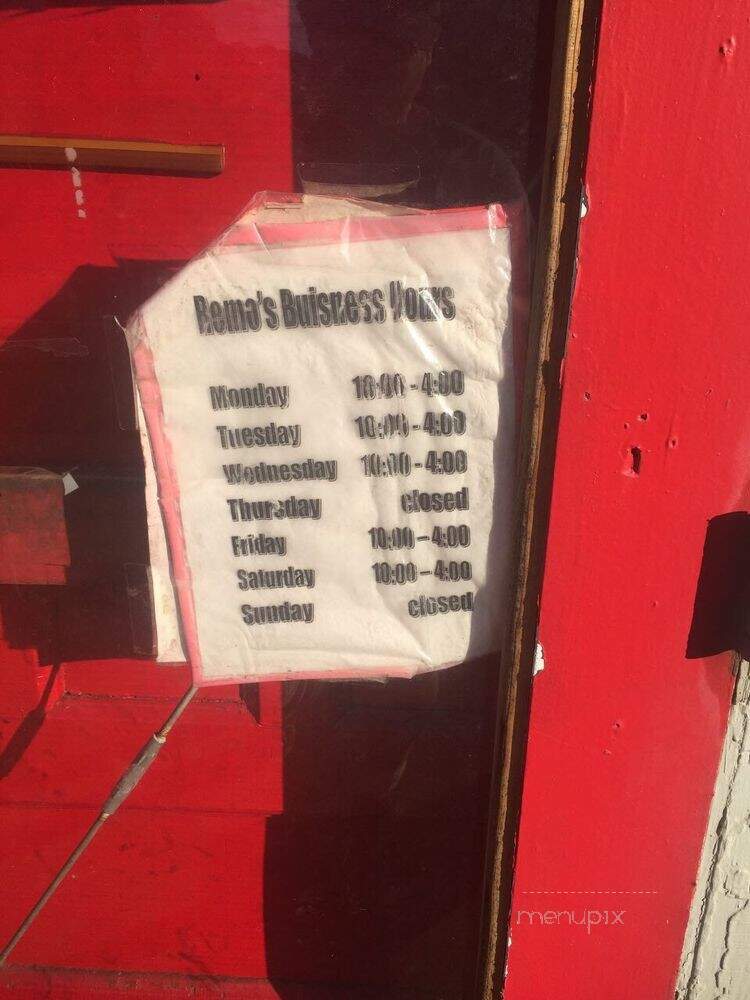 Rema's Buisness Hours
Monday 10:00 - 4:00
Tuesday 10:00 - 4:00
Wednesday 10:00 - 4:00
Thursday closed
Friday 10:00 - 4:00
Saturday 10:00 - 4:00
Sunday closed
menupix